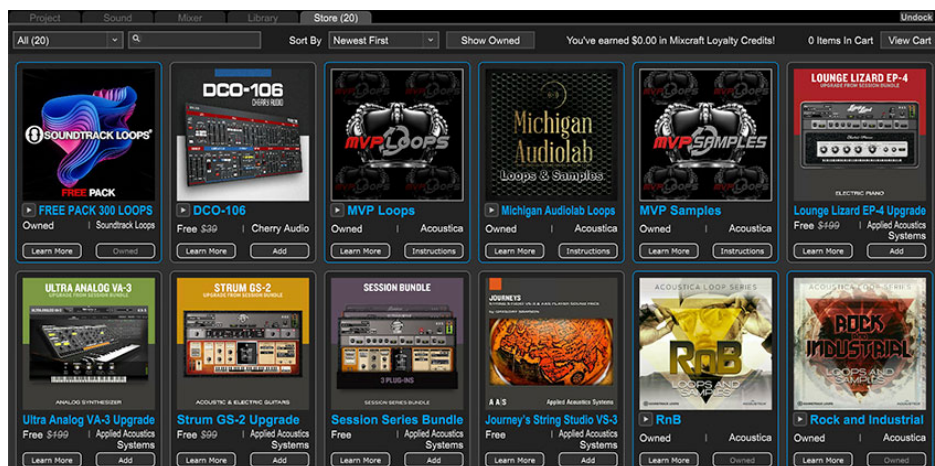 Project Sound Mixer Library Store (20) Undock
All (20) Sort By Newest First Show Owned You've earned $0.00 in Mixcraft Loyalty Credits! 0 Items In Cart View Cart
SOUNDTRACK LOOPS
FREE PACK
FREE PACK 300 LOOPS
Owned | Soundtrack Loops
Learn More Owned
DCO-106
CHERRY AUDIO
DCO-106
Free $39 | Cherry Audio
Learn More Add
MVP LOOPS
MVP Loops
Owned | Acoustica
Learn More Instructions
Michigan
Audiolab
Loops & Samples
Michigan Audiolab Loops
Owned | Acoustica
Learn More Instructions
MVP SAMPLES
MVP Samples
Owned | Acoustica
Learn More Instructions
LOUNGE LIZARD EP-4
UPGRADE FROM SESSION BUNDLE
ELECTRIC PIANO
Lounge Lizard EP-4 Upgrade
Free $199 | Applied Acoustics
Systems
Learn More Add
ULTRA ANALOG VA-3
UPGRADE FROM SESSION BUNDLE
ANALOG SYNTHESIZER
Ultra Analog VA-3 Upgrade
Free $199 | Applied Acoustics
Systems
Learn More Add
STRUM GS-2
UPGRADE FROM SESSION BUNDLE
ACOUSTIC & ELECTRIC GUITARS
Strum GS-2 Upgrade
Free $99 | Applied Acoustics
Systems
Learn More Add
SESSION BUNDLE
3 PLUG-INS
SESSION SERIES BUNDLE
Session Series Bundle
Free | Applied Acoustics
Systems
Learn More Add
JOURNEYS
by GREGORY SIMPSON
AAS Applied Acoustics Systems
Journey's String Studio VS-3
Free | Applied Acoustics
Systems
Learn More Add
ACOUSTICA LOOP SERIES
RnB
LOOPS AND
SAMPLES
ACOUSTICA
RnB
Owned | Acoustica
Learn More Owned
ACOUSTICA LOOP SERIES
ROCK
INDUSTRIAL
LOOPS AND
SAMPLES
ACOUSTICA
Rock and Industrial
Owned | Acoustica
Learn More Owned